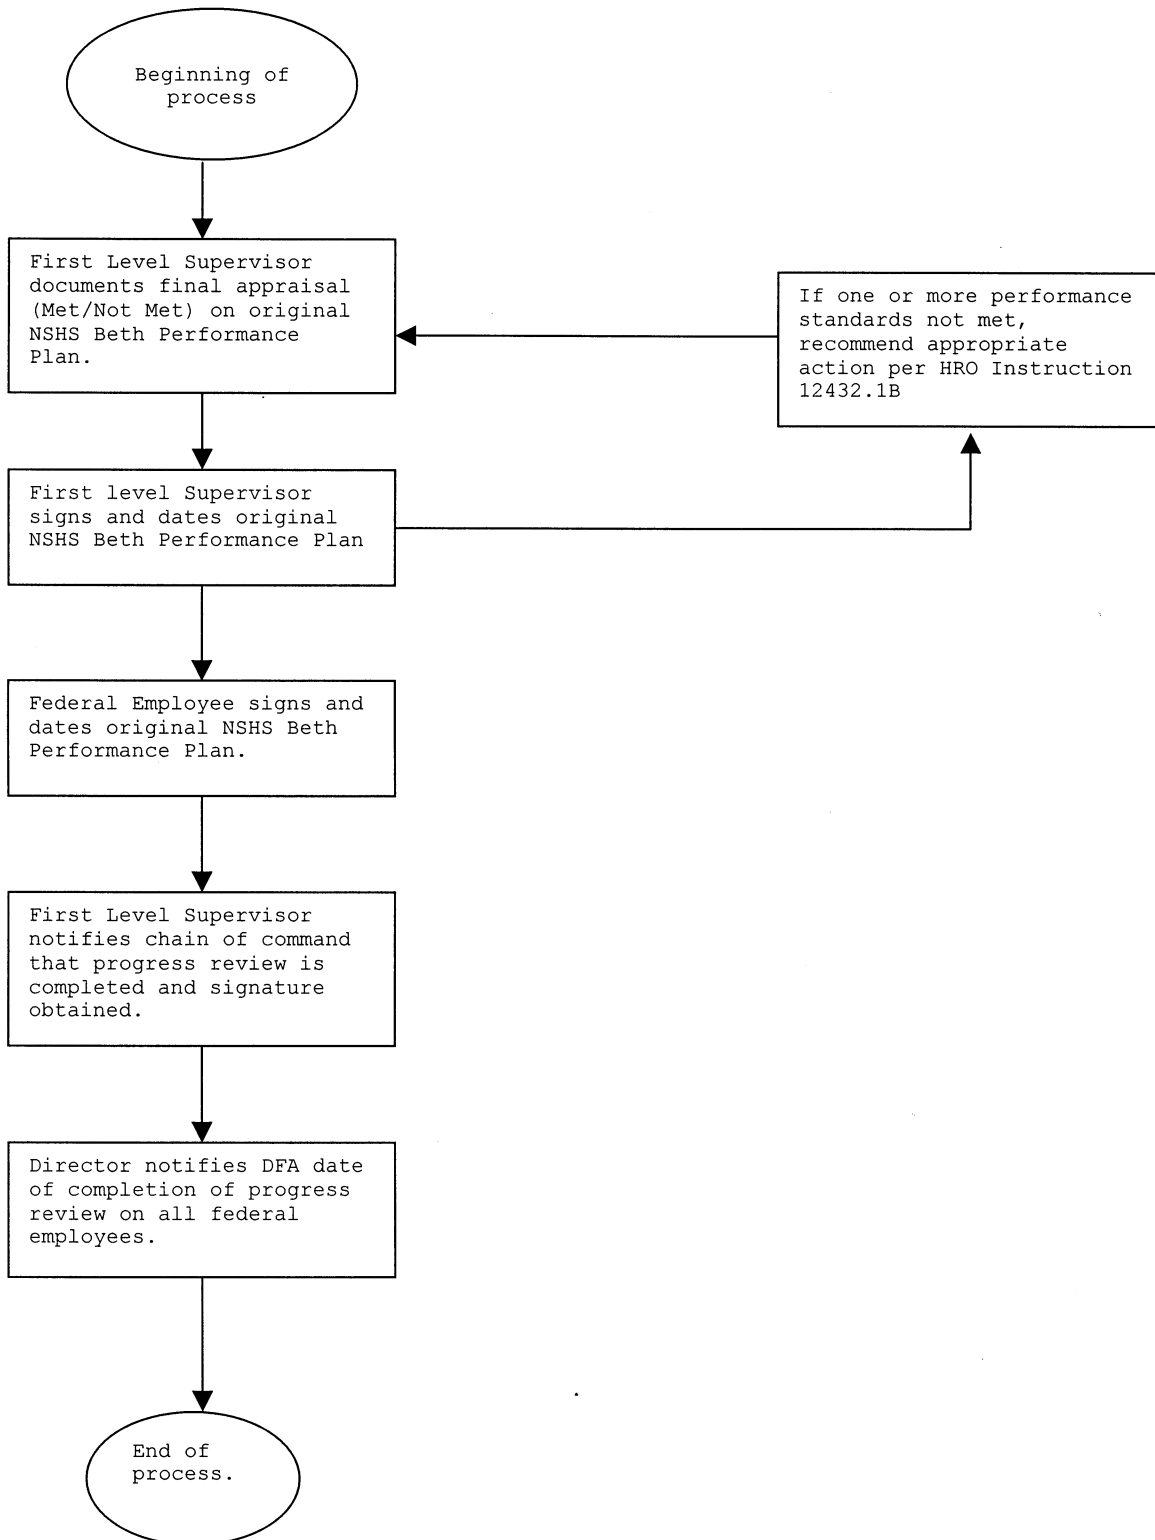 Beginning of
process
First Level Supervisor
documents final appraisal
(Met/Not Met) on original
NSHS Beth Performance
Plan.
If one or more performance
standards not met,
recommend appropriate
action per HRO Instruction
12432.1B
First level Supervisor
signs and dates original
NSHS Beth Performance Plan
Federal Employee signs and
dates original NSHS Beth
Performance Plan.
First Level Supervisor
notifies chain of command
that progress review is
completed and signature
obtained.
Director notifies DFA date
of completion of progress
review on all federal
employees.
End of
process.